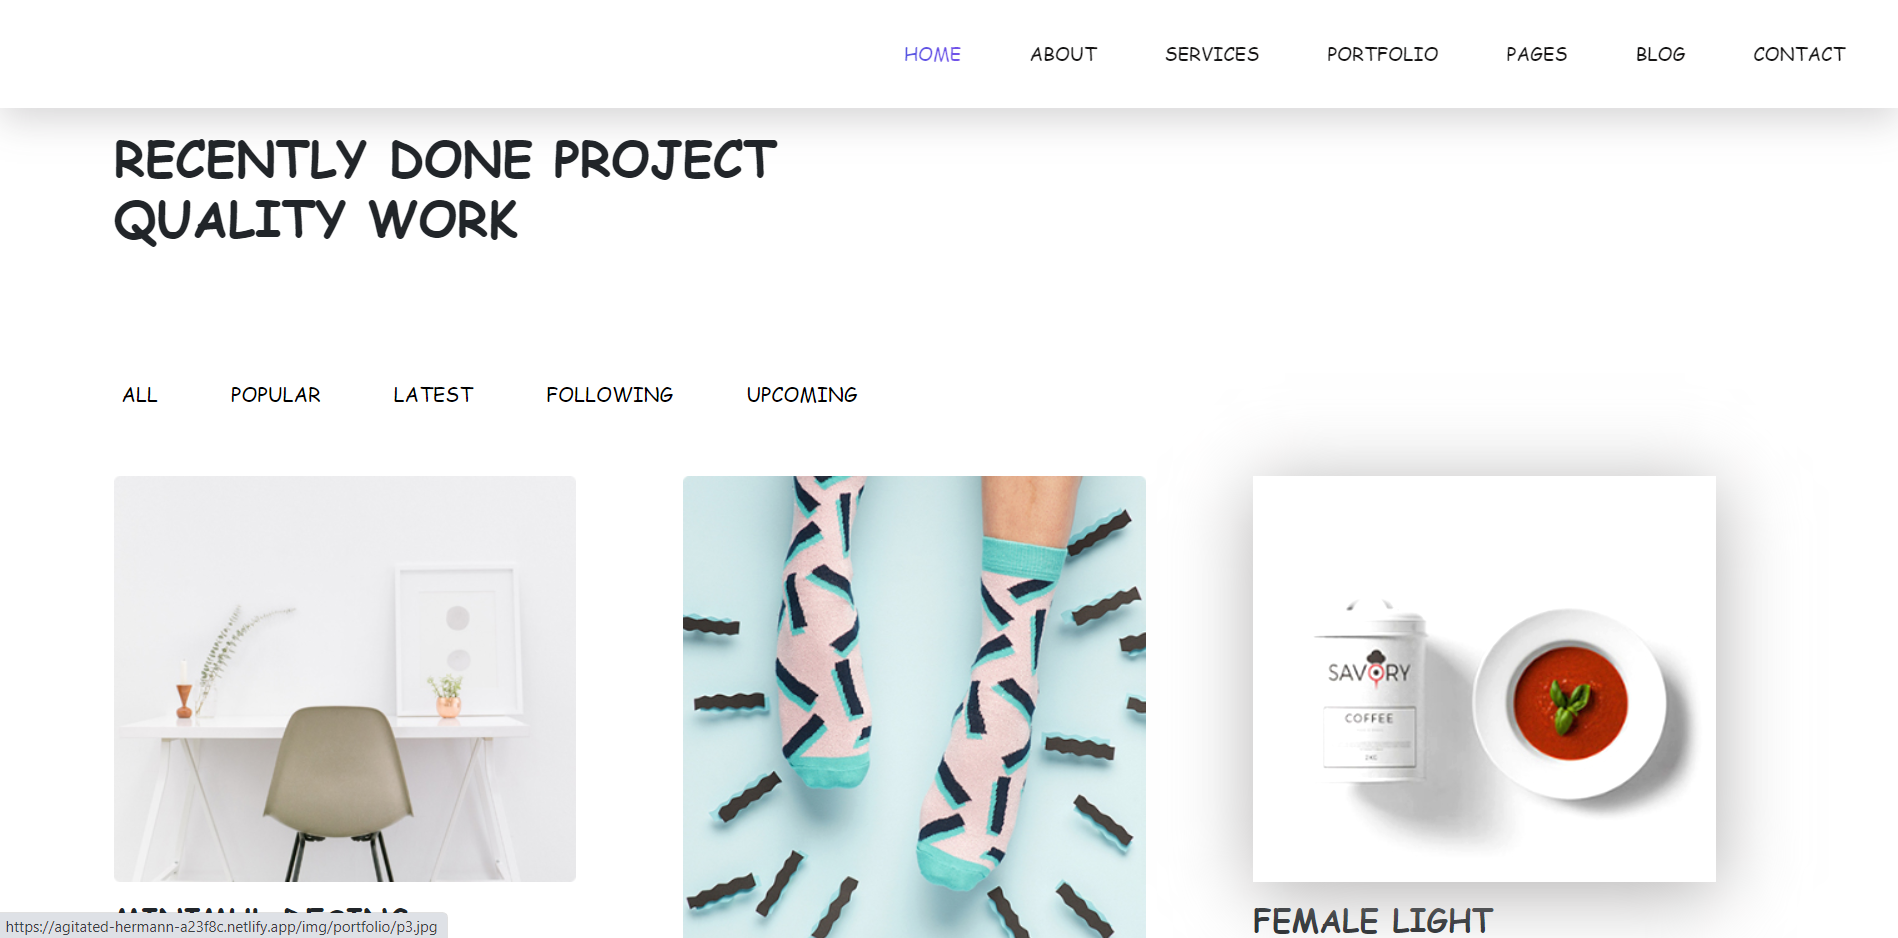 HOME ABOUT SERVICES PORTFOLIO PAGES BLOG CONTACT
RECENTLY DONE PROJECT
QUALITY WORK
ALL POPULAR LATEST FOLLOWING UPCOMING
SAVORY
COFFEE
2KG
FEMALE LIGHT
https://agitated-hermann-a23f8c.netlify.app/img/portfolio/p3.jpg